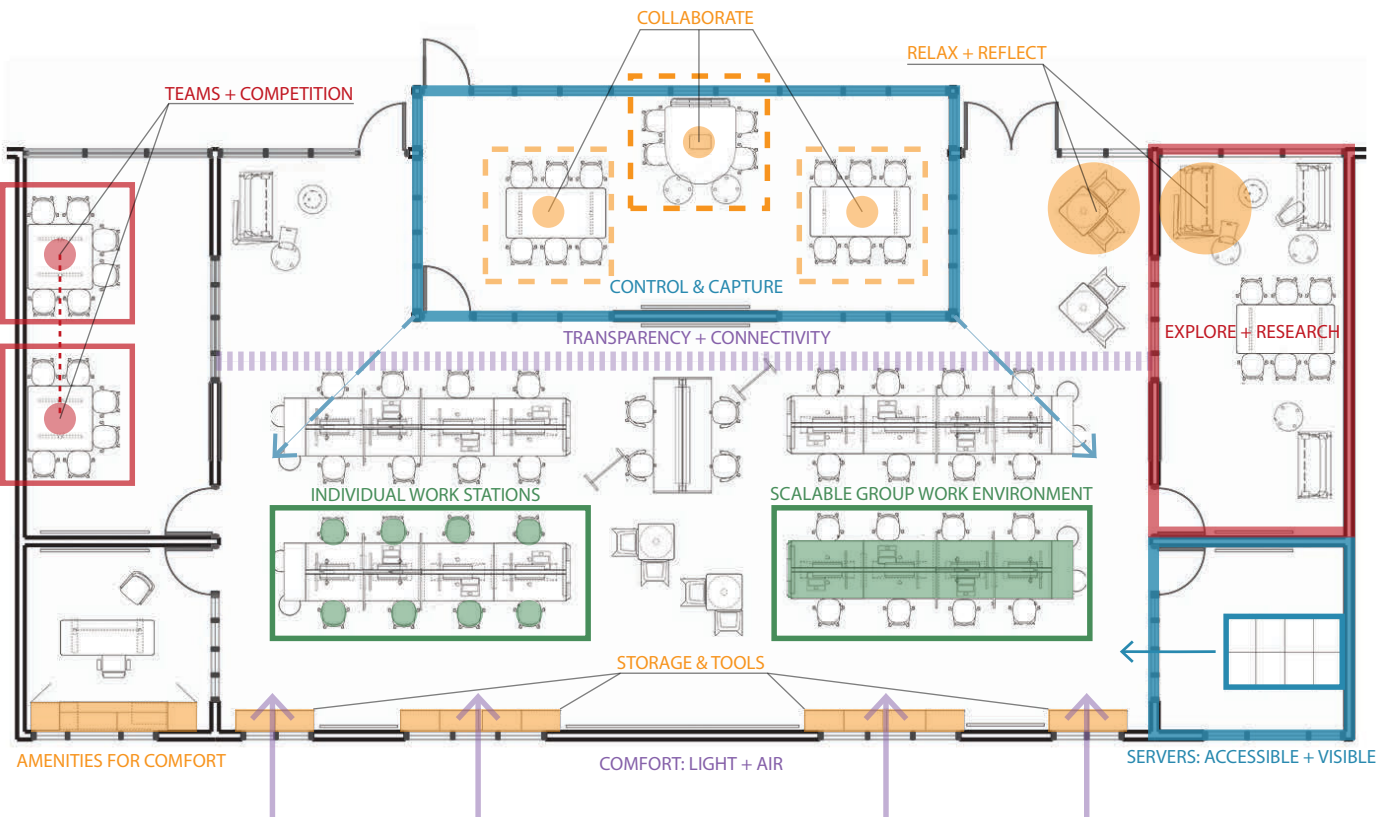 COLLABORATE
RELAX + REFLECT
TEAMS + COMPETITION
CONTROL & CAPTURE
TRANSPARENCY + CONNECTIVITY
EXPLORE + RESEARCH
INDIVIDUAL WORK STATIONS
SCALABLE GROUP WORK ENVIRONMENT
STORAGE & TOOLS
AMENITIES FOR COMFORT
COMFORT: LIGHT + AIR
SERVERS: ACCESSIBLE + VISIBLE